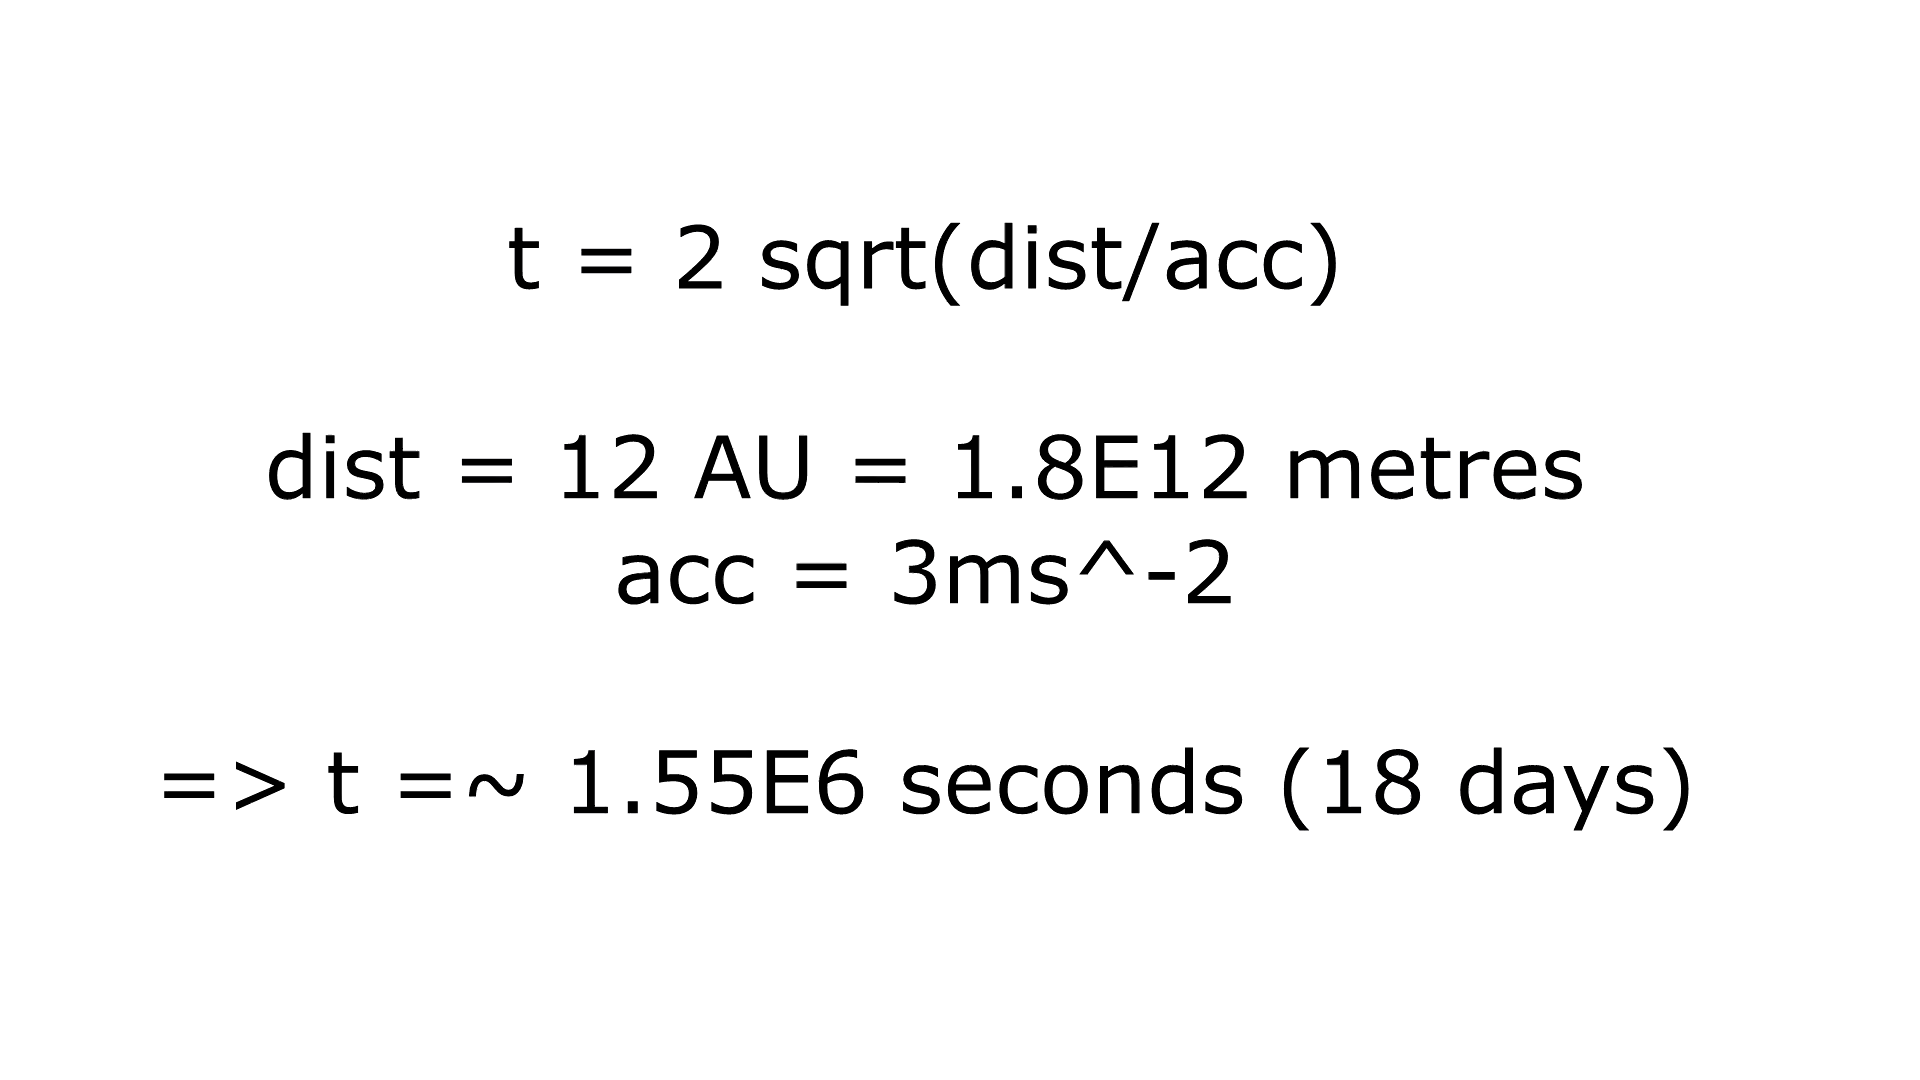 t = 2 sqrt(dist/acc)
dist = 12 AU = 1.8E12 metres
acc = 3ms^-2
=> t =~ 1.55E6 seconds (18 days)